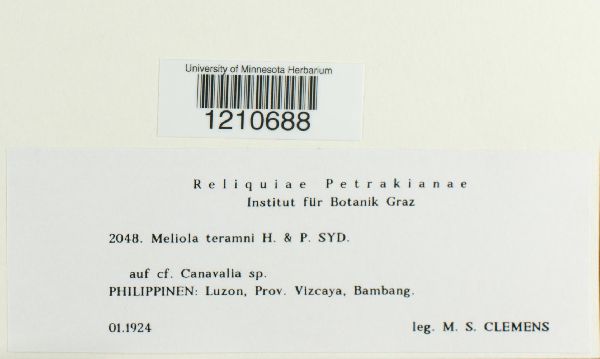 University of Minnesota Herbarium
1210688
Reliquiae Petrakianae
Institut für Botanik Graz
2048. Meliola teramni H. & P. SYD.
auf cf. Canavalla sp.
PHILIPPINEN: Luzon, Prov. Vizcaya, Bambang.
01.1924 leg. M. S. CLEMENS